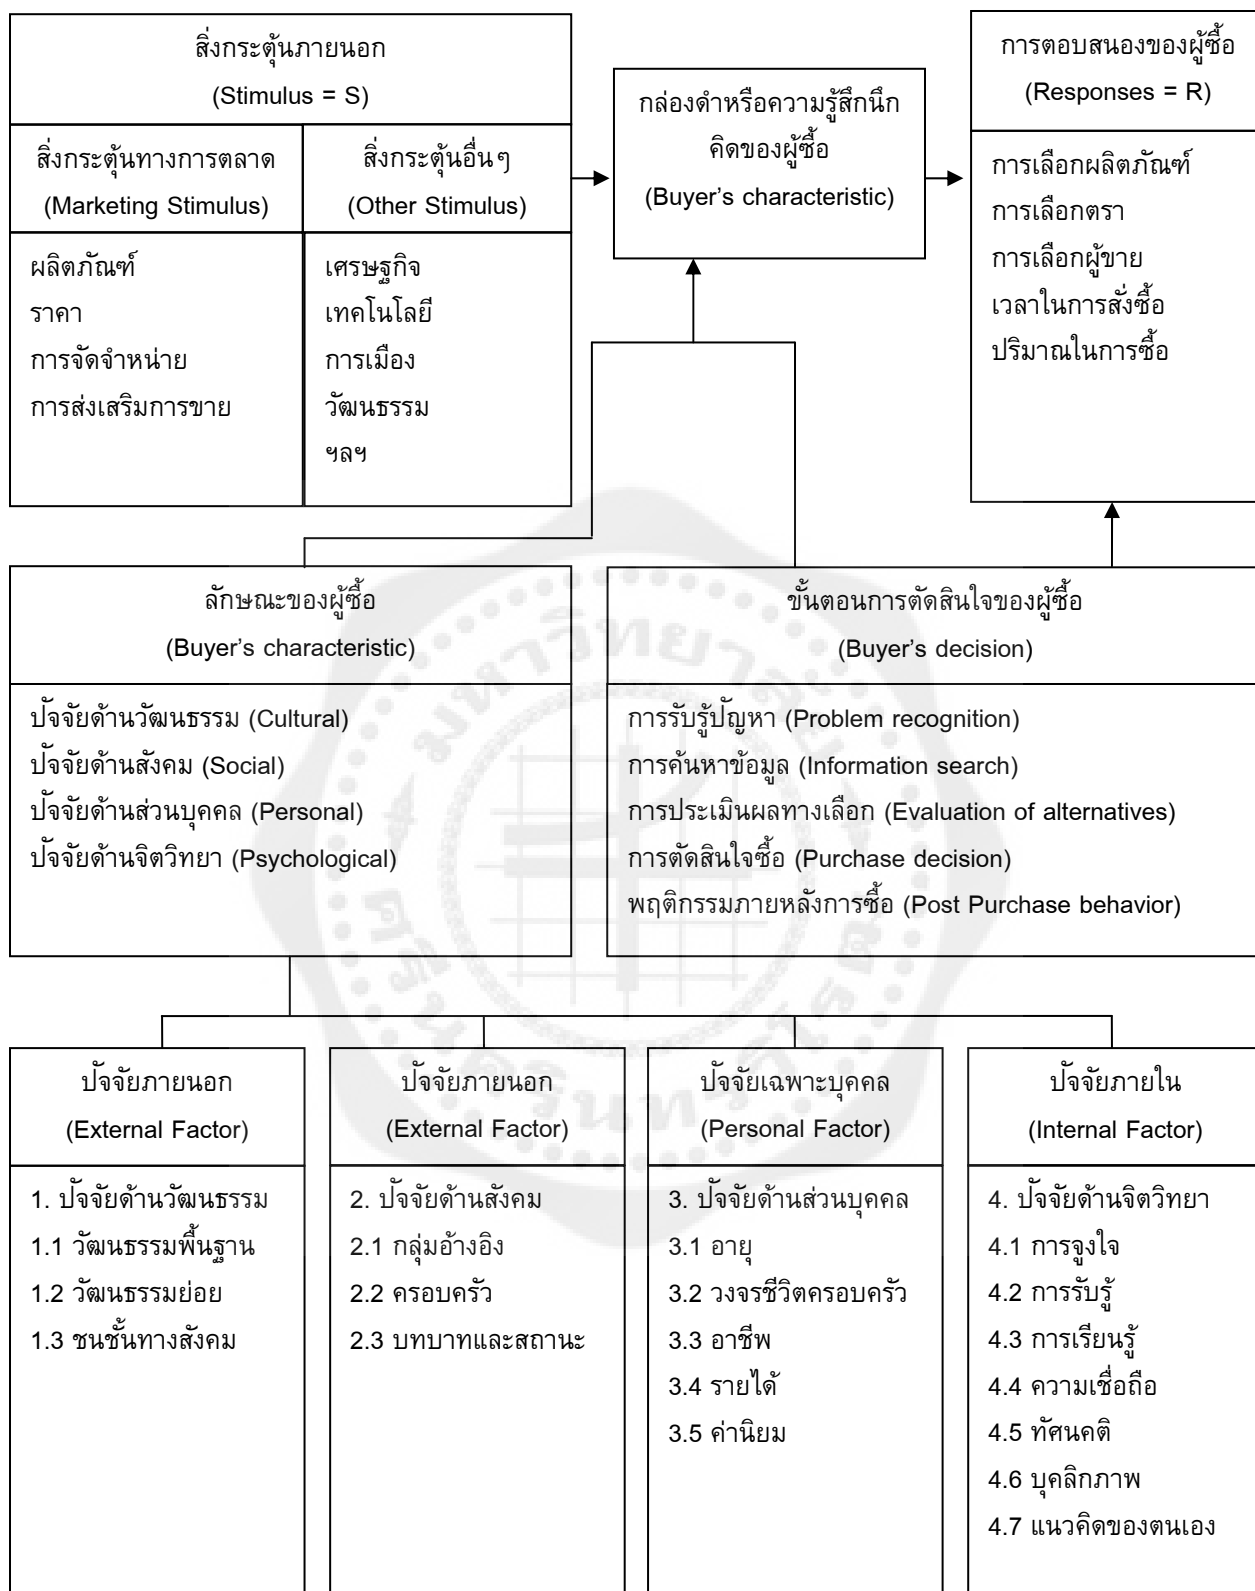 สิ่งกระตุ้นภายนอก
(Stimulus = S)
สิ่งกระตุ้นทางการตลาด
(Marketing Stimulus)
สิ่งกระตุ้นอื่นๆ
(Other Stimulus)
ผลิตภัณฑ์
ราคา
การจัดจำหน่าย
การส่งเสริมการขาย
เศรษฐกิจ
เทคโนโลยี
การเมือง
วัฒนธรรม
ฯลฯ
กล่องดำหรือความรู้สึกนึก
คิดของผู้ซื้อ
(Buyer's characteristic)
การตอบสนองของผู้ซื้อ
(Responses = R)
การเลือกผลิตภัณฑ์
การเลือกตรา
การเลือกผู้ขาย
เวลาในการสั่งซื้อ
ปริมาณในการซื้อ
ลักษณะของผู้ซื้อ
(Buyer's characteristic)
ปัจจัยด้านวัฒนธรรม (Cultural)
ปัจจัยด้านสังคม (Social)
ปัจจัยด้านส่วนบุคคล (Personal)
ปัจจัยด้านจิตวิทยา (Psychological)
ขั้นตอนการตัดสินใจของผู้ซื้อ
(Buyer's decision)
การรับรู้ปัญหา (Problem recognition)
การค้นหาข้อมูล (Information search)
การประเมินผลทางเลือก (Evaluation of alternatives)
การตัดสินใจซื้อ (Purchase decision)
พฤติกรรมภายหลังการซื้อ (Post Purchase behavior)
ปัจจัยภายนอก
(External Factor)
1. ปัจจัยด้านวัฒนธรรม
1.1 วัฒนธรรมพื้นฐาน
1.2 วัฒนธรรมย่อย
1.3 ชนชั้นทางสังคม
ปัจจัยภายนอก
(External Factor)
2. ปัจจัยด้านสังคม
2.1 กลุ่มอ้างอิง
2.2 ครอบครัว
2.3 บทบาทและสถานะ
ปัจจัยเฉพาะบุคคล
(Personal Factor)
3. ปัจจัยด้านส่วนบุคคล
3.1 อายุ
3.2 วงจรชีวิตครอบครัว
3.3 อาชีพ
3.4 รายได้
3.5 ค่านิยม
ปัจจัยภายใน
(Internal Factor)
4. ปัจจัยด้านจิตวิทยา
4.1 การจูงใจ
4.2 การรับรู้
4.3 การเรียนรู้
4.4 ความเชื่อถือ
4.5 ทัศนคติ
4.6 บุคลิกภาพ
4.7 แนวคิดของตนเอง
มหาวิทยาลัย
ศรีนครินทรวิโรฒ